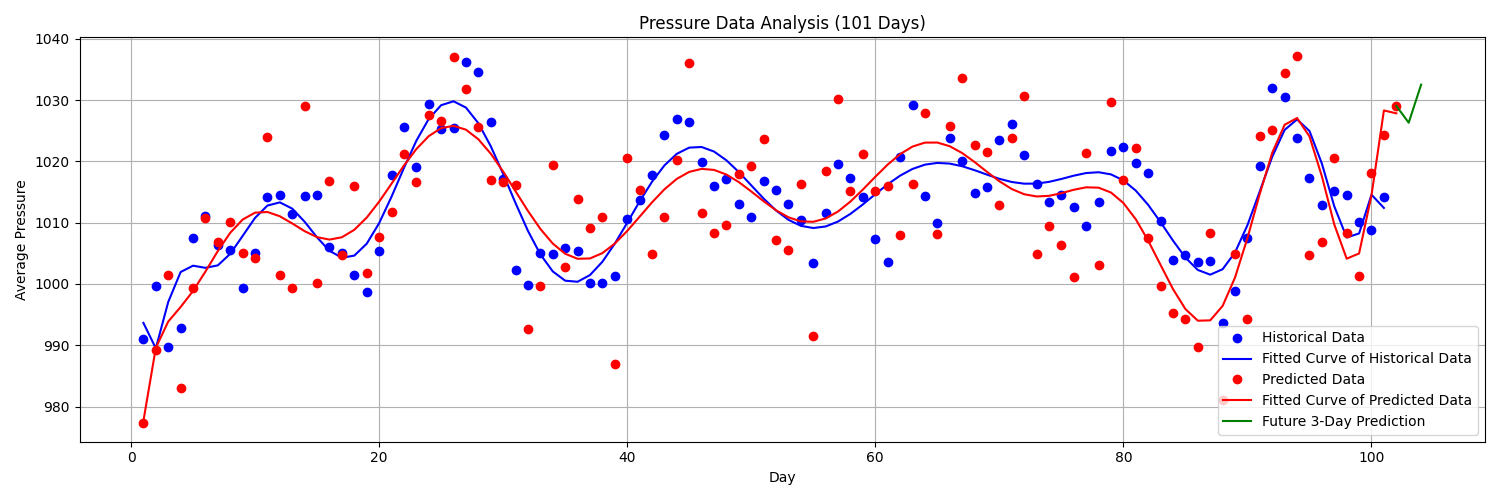 Pressure Data Analysis (101 Days)
Average Pressure
1040
1030
1020
1010
1000
990
980
0
20
40
60
80
100
Day
Historical Data
Fitted Curve of Historical Data
Predicted Data
Fitted Curve of Predicted Data
Future 3-Day Prediction